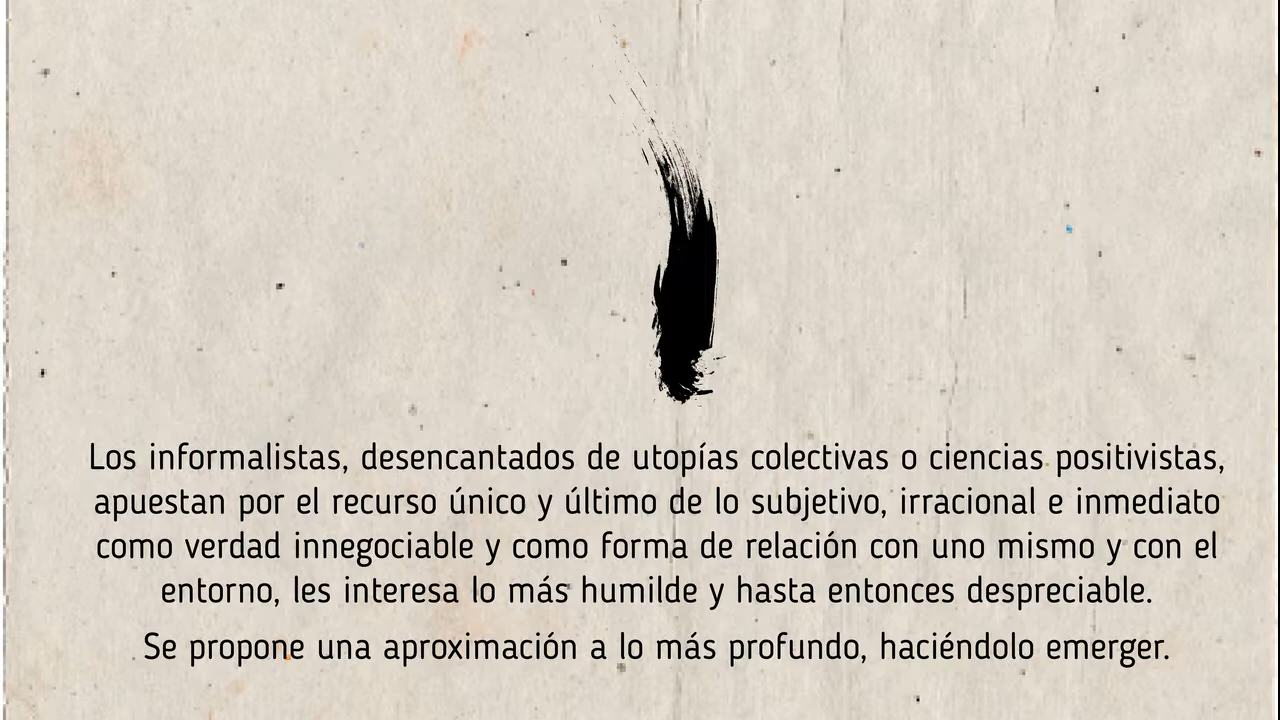 Los informalistas, desencantados de utopías colectivas o ciencias positivistas,
apuestan por el recurso único y último de lo subjetivo, irracional e inmediato
como verdad innegociable y como forma de relación con uno mismo y con el
entorno, les interesa lo más humilde y hasta entonces despreciable.
Se propone una aproximación a lo más profundo, haciéndolo emerger.